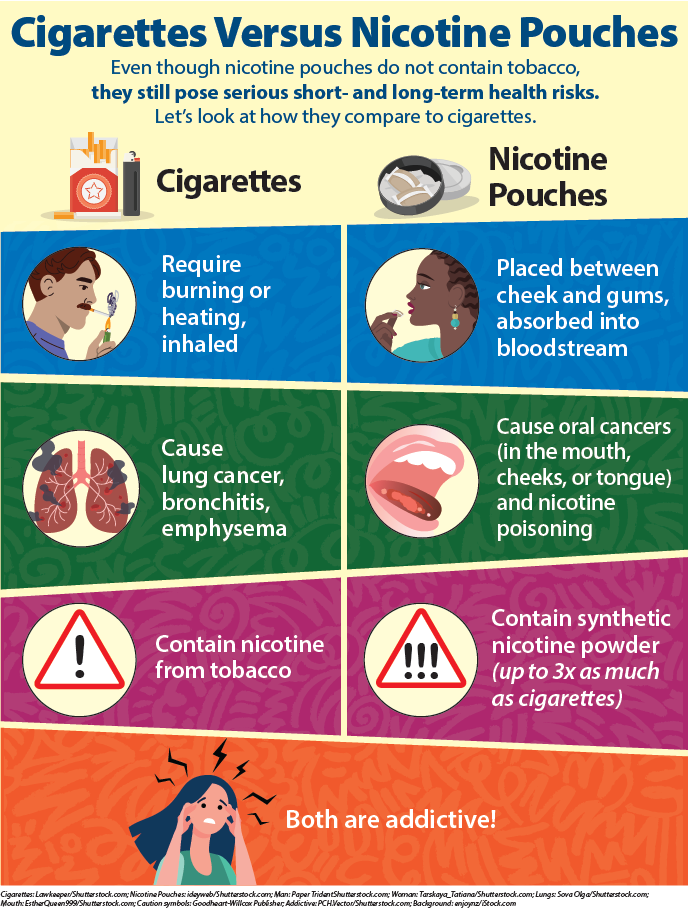 Cigarettes Versus Nicotine Pouches
Even though nicotine pouches do not contain tobacco,
they still pose serious short- and long-term health risks.
Let's look at how they compare to cigarettes.
Cigarettes
Nicotine
Pouches
Require
burning or
heating,
inhaled
Placed between
cheek and gums,
absorbed into
bloodstream
Cause
lung cancer,
bronchitis,
emphysema
Cause oral cancers
(in the mouth,
cheeks, or tongue)
and nicotine
poisoning
!
Contain nicotine
from tobacco
!!!
Contain synthetic
nicotine powder
(up to 3x as much
as cigarettes)
Both are addictive!
Cigarettes: Lawkeeper/Shutterstock.com; Nicotine Pouches: ideyweb/Shutterstock.com; Man: Paper TridentShutterstock.com; Woman: Tarskaya_Tatiana/Shutterstock.com; Lungs: Sova Olga/Shutterstock.com;
Mouth: EstherQueen999/Shutterstock.com; Caution symbols: Goodheart-Willcox Publisher; Addictive: PCH.Vector/Shutterstock.com; Background: enjoynz/iStock.com